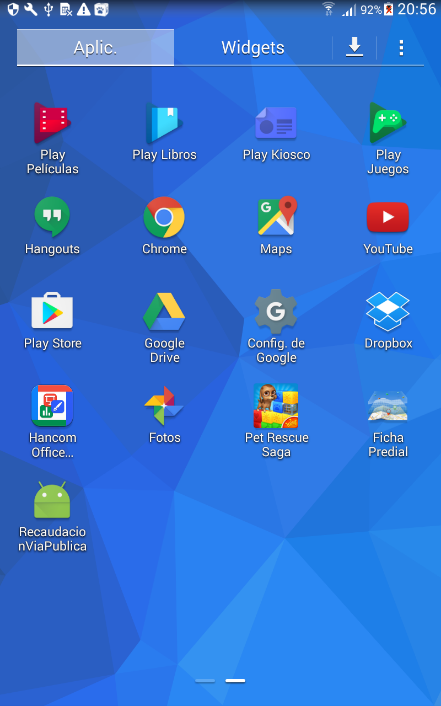 92% 20:56
Aplic. Widgets
Play Películas
Play Libros
Play Kiosco
Play Juegos
Hangouts
Chrome
Maps
YouTube
Play Store
Google Drive
Config. de Google
Dropbox
Hancom Office...
Fotos
Pet Rescue Saga
Ficha Predial
Recaudacio
nViaPublica